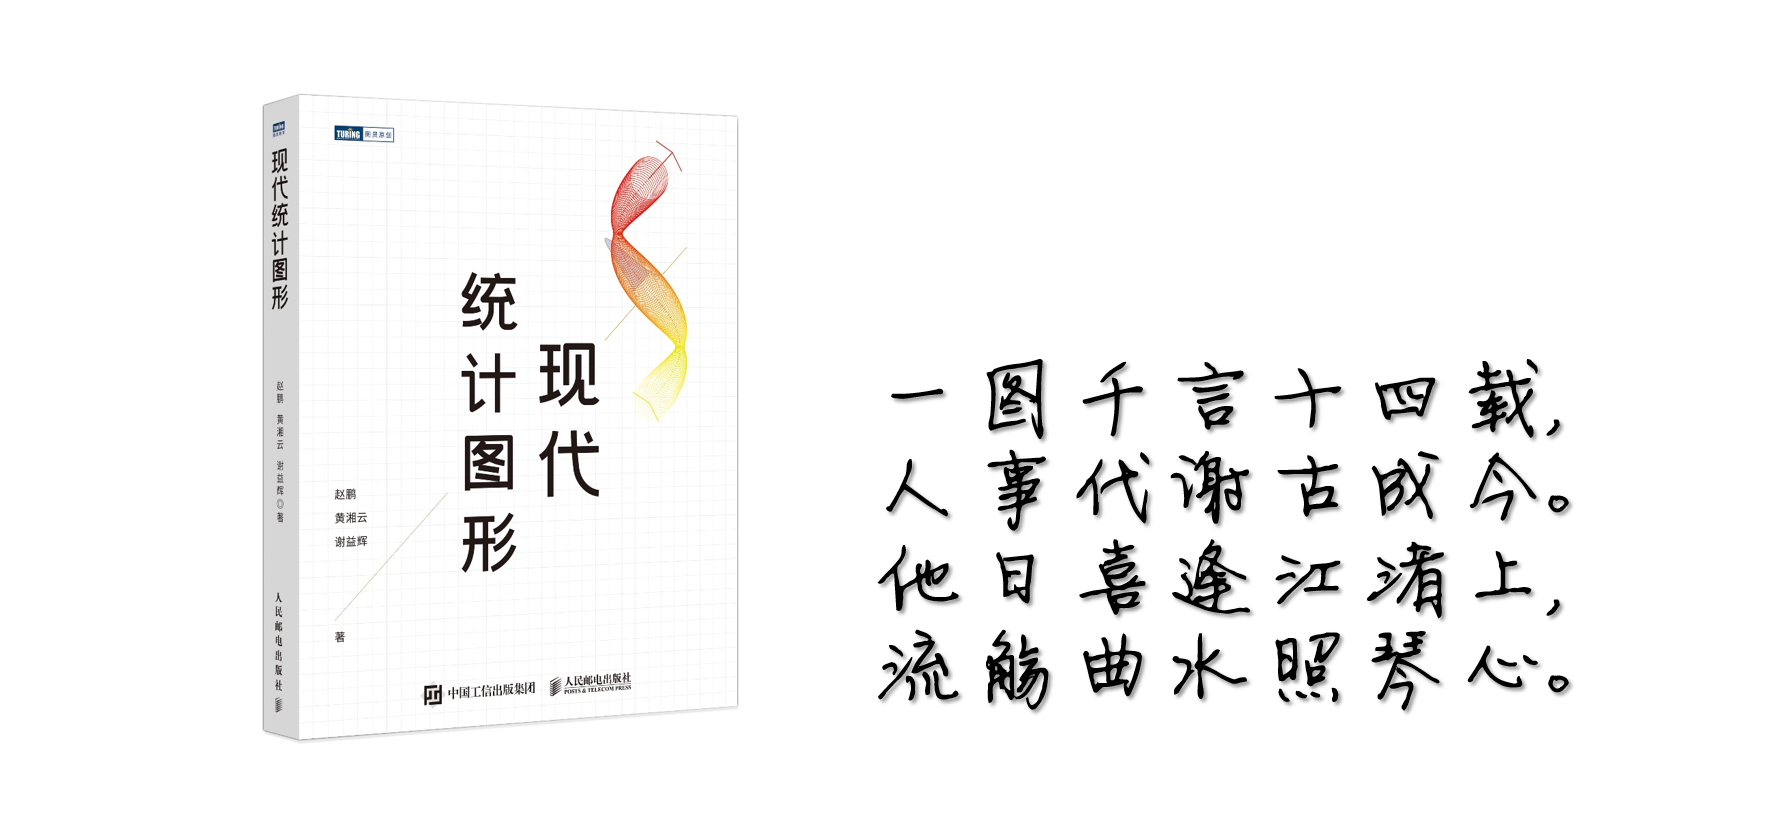 TURING 图灵原创
现代统计图形
赵鹏 黄湘云 谢益辉◎著
人民邮电出版社
现代
统计图形
赵鹏
黄湘云
谢益辉
著
中国工信出版集团
人民邮电出版社
POSTS & TELECOM PRESS
一图千言十四载，
人事代谢古成今。
他日喜逢江渚上，
流觞曲水照琴心。